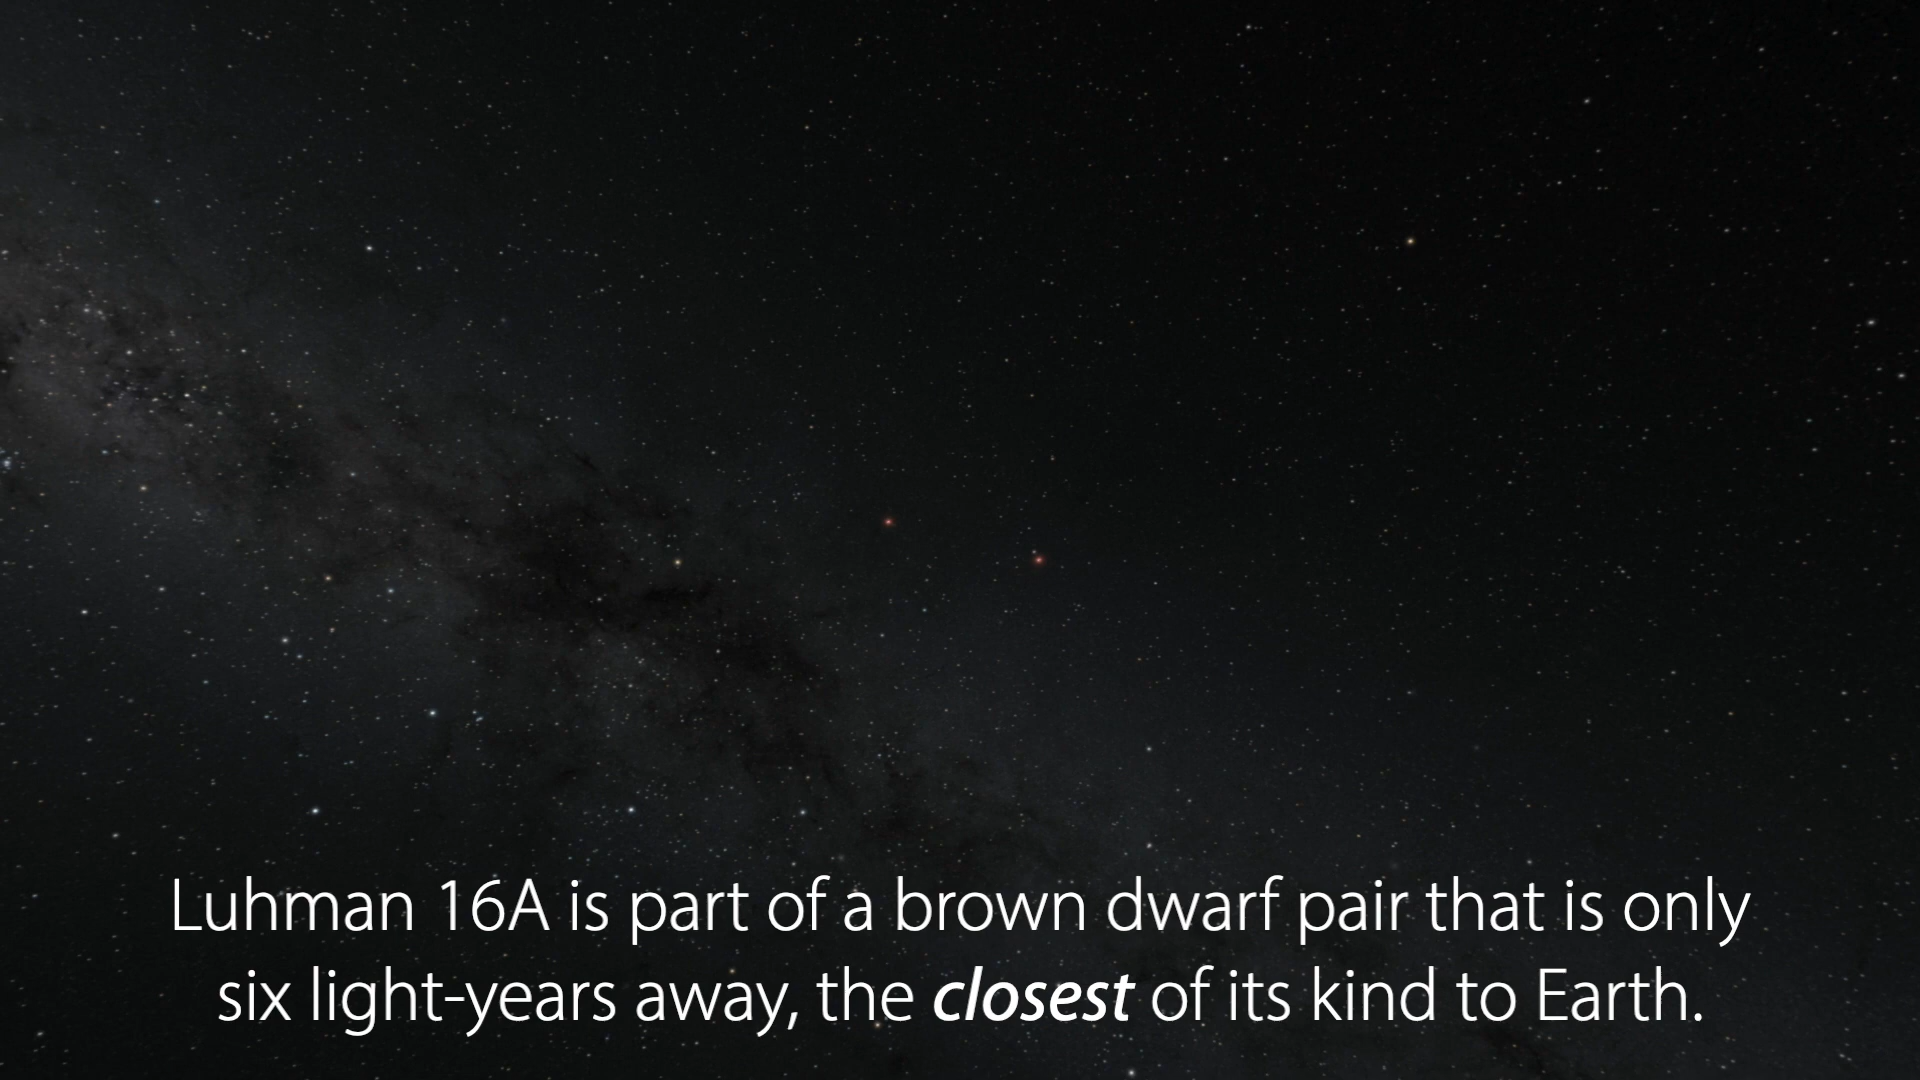 Luhman 16A is part of a brown dwarf pair that is only
six light-years away, the closest of its kind to Earth.